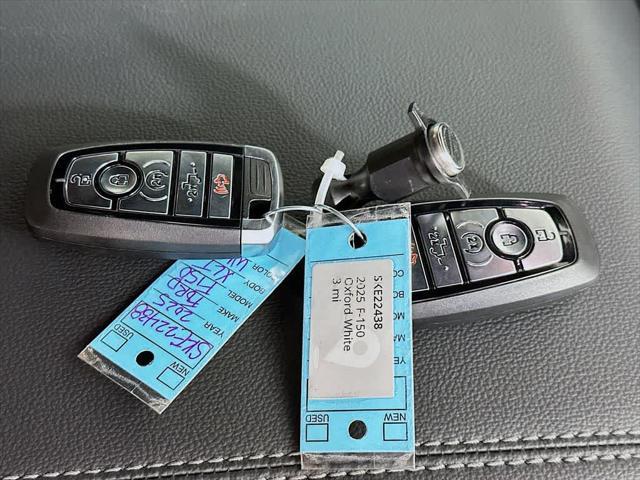 SKE22438
2025 F-150
Oxford White
3 mi
NEW
USED
SKE22438
YEAR 2025
MAKE FORD
MODEL F150
BODY XL
COLOR
NEW
USED